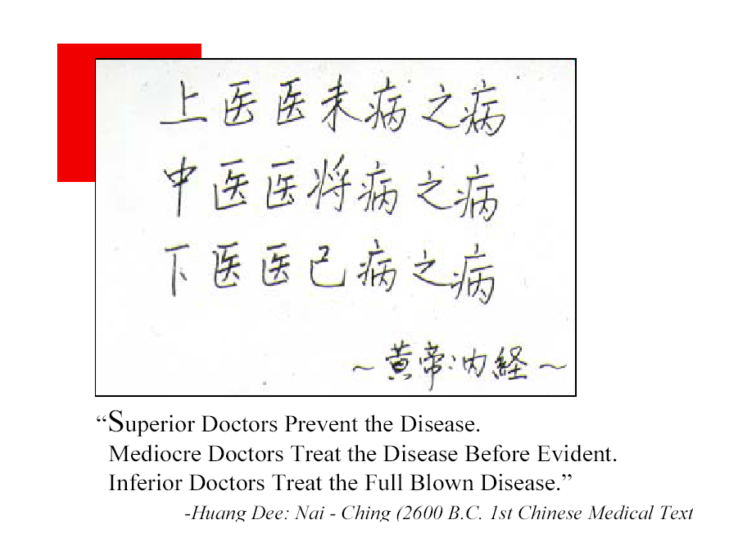 上医医未病之病
中医医将病之病
下医医已病之病
~黄帝:内経~
“Superior Doctors Prevent the Disease.
Mediocre Doctors Treat the Disease Before Evident.
Inferior Doctors Treat the Full Blown Disease.”
-Huang Dee: Nai - Ching (2600 B.C. 1st Chinese Medical Text